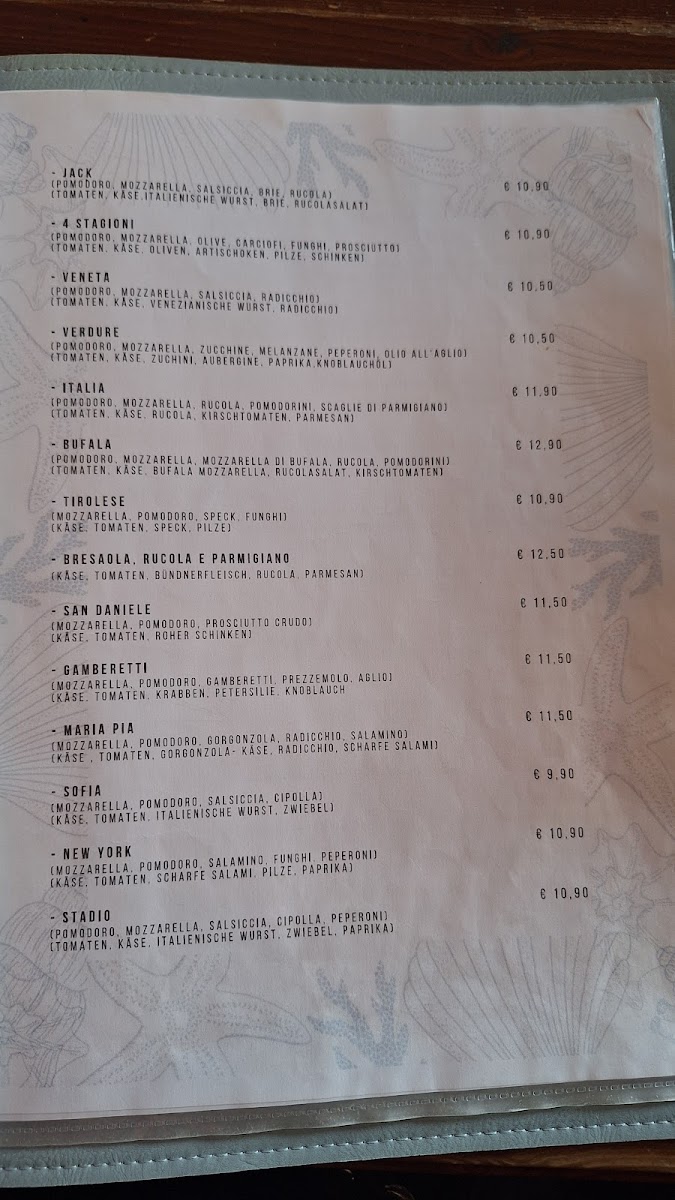 - JACK
(POMODORO, MOZZARELLA, SALSICCIA, BRIE, RUCOLA)
(TOMATEN, KÄSE,ITALIENISCHE WURST, BRIE, RUCOLASALAT)
€ 10,90
- 4 STAGIONI
(POMODORO, MOZZARELLA, OLIVE, CARCIOFI, FUNGHI, PROSCIUTTO)
(TOMATEN, KÄSE, OLIVEN, ARTISCHOKEN, PILZE, SCHINKEN)
€ 10,90
- VENETA
(POMODORO, MOZZARELLA, SALSICCIA, RADICCHIO)
(TOMATEN, KÄSE, VENEZIANISCHE WURST, RADICCHIO)
€ 10,50
- VERDURE
(POMODORO, MOZZARELLA, ZUCCHINE, MELANZANE, PEPERONI, OLIO ALL'AGLIO)
(TOMATEN, KÄSE, ZUCHINI, AUBERGINE, PAPRIKA,KNOBLAUCHÖL)
€ 10,50
- ITALIA
(POMODORO, MOZZARELLA, RUCOLA, POMODORINI, SCAGLIE DI PARMIGIANO)
(TOMATEN, KÄSE, RUCOLA, KIRSCHTOMATEN, PARMESAN)
€ 11,90
- BUFALA
(POMODORO, MOZZARELLA, MOZZARELLA DI BUFALA, RUCOLA, POMODORINI)
(TOMATEN, KÄSE, BUFALA MOZZARELLA, RUCOLASALAT, KIRSCHTOMATEN)
€ 12,90
- TIROLESE
(MOZZARELLA, POMODORO, SPECK, FUNGHI)
(KÄSE, TOMATEN, SPECK, PILZE)
€ 10,90
- BRESAOLA, RUCOLA E PARMIGIANO
(KÄSE, TOMATEN, BÜNDNERFLEISCH, RUCOLA, PARMESAN)
€ 12,50
- SAN DANIELE
(MOZZARELLA, POMODORO, PROSCIUTTO CRUDO)
(KÄSE, TOMATEN, ROHER SCHINKEN)
€ 11,50
- GAMBERETTI
(MOZZARELLA, POMODORO, GAMBERETTI, PREZZEMOLO, AGLIO)
(KÄSE, TOMATEN, KRABBEN, PETERSILIE, KNOBLAUCH
€ 11,50
- MARIA PIA
(MOZZARELLA, POMODORO, GORGONZOLA, RADICCHIO, SALAMINO)
(KÄSE , TOMATEN, GORGONZOLA- KÄSE, RADICCHIO, SCHARFE SALAMI)
€ 11,50
- SOFIA
(MOZZARELLA, POMODORO, SALSICCIA, CIPOLLA)
(KÄSE, TOMATEN, ITALIENISCHE WURST, ZWIEBEL)
€ 9,90
- NEW YORK
(MOZZARELLA, POMODORO, SALAMINO, FUNGHI, PEPERONI)
(KÄSE, TOMATEN, SCHARFE SALAMI, PILZE, PAPRIKA)
€ 10,90
- STADIO
(POMODORO, MOZZARELLA, SALSICCIA, CIPOLLA, PEPERONI)
(TOMATEN, KÄSE, ITALIENISCHE WURST, ZWIEBEL, PAPRIKA)
€ 10,90